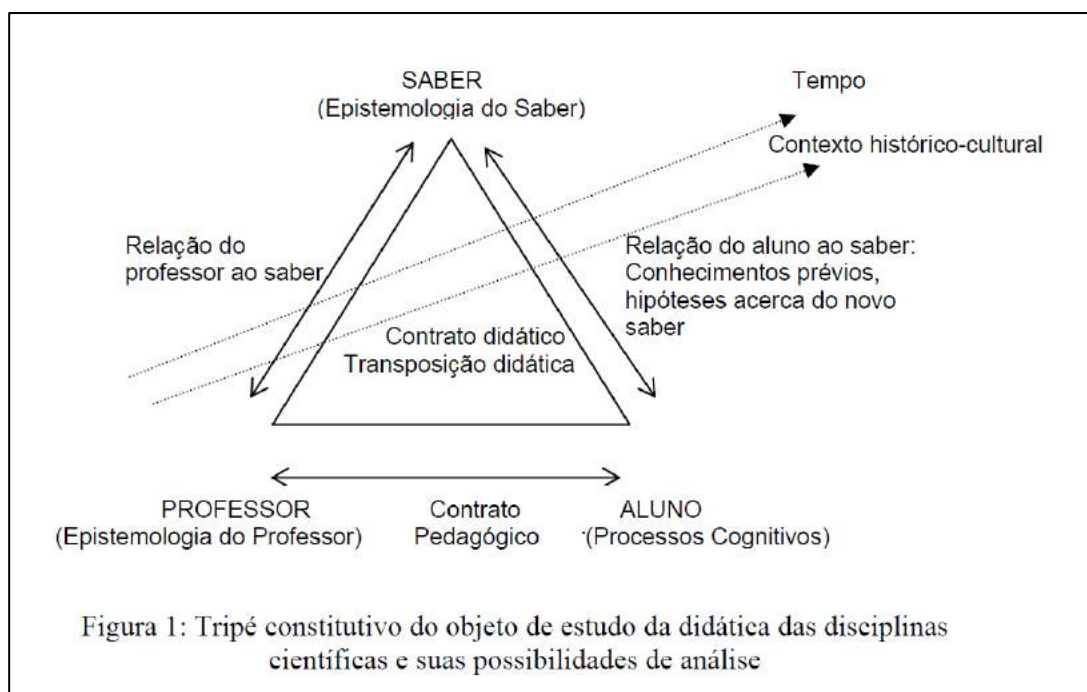 SABER
(Epistemologia do Saber)
Tempo
Contexto histórico-cultural
Relação do
professor ao saber
Relação do aluno ao saber:
Conhecimentos prévios,
hipóteses acerca do novo
saber
Contrato didático
Transposição didática
PROFESSOR
(Epistemologia do Professor)
Contrato
Pedagógico
ALUNO
(Processos Cognitivos)
Figura 1: Tripé constitutivo do objeto de estudo da didática das disciplinas
científicas e suas possibilidades de análise